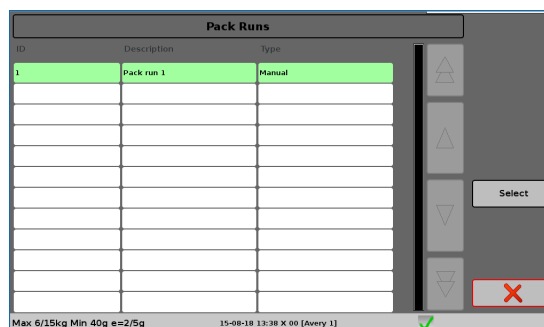 Pack Runs
ID Description Type
1 Pack run 1 Manual
Select
Max 6/15kg Min 40g e=2/5g 15-08-18 13:38 X 00 [Avery 1]